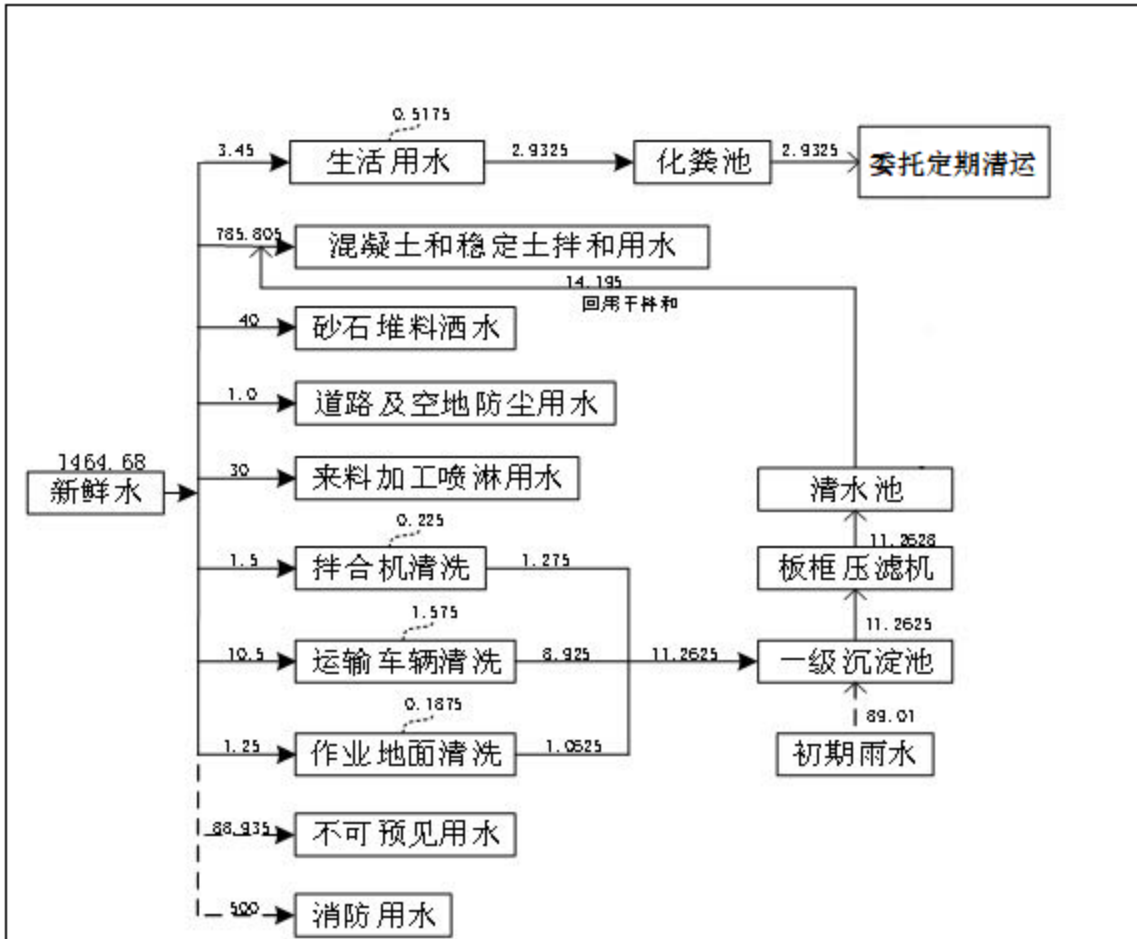 0.5175
3.45
生活用水
2.9325
化粪池
2.9325
委托定期清运
785.805
混凝土和稳定土拌和用水
14.195
回用于拌和
40
砂石堆料洒水
1.0
道路及空地防尘用水
1464.68
新鲜水
30
来料加工喷淋用水
清水池
0.225
11.2628
1.5
拌合机清洗
1.275
板框压滤机
1.575
11.2625
10.5
运输车辆清洗
8.925
11.2625
一级沉淀池
0.1875
89.01
1.25
作业地面清洗
1.0625
初期雨水
88.935
不可预见用水
500
消防用水